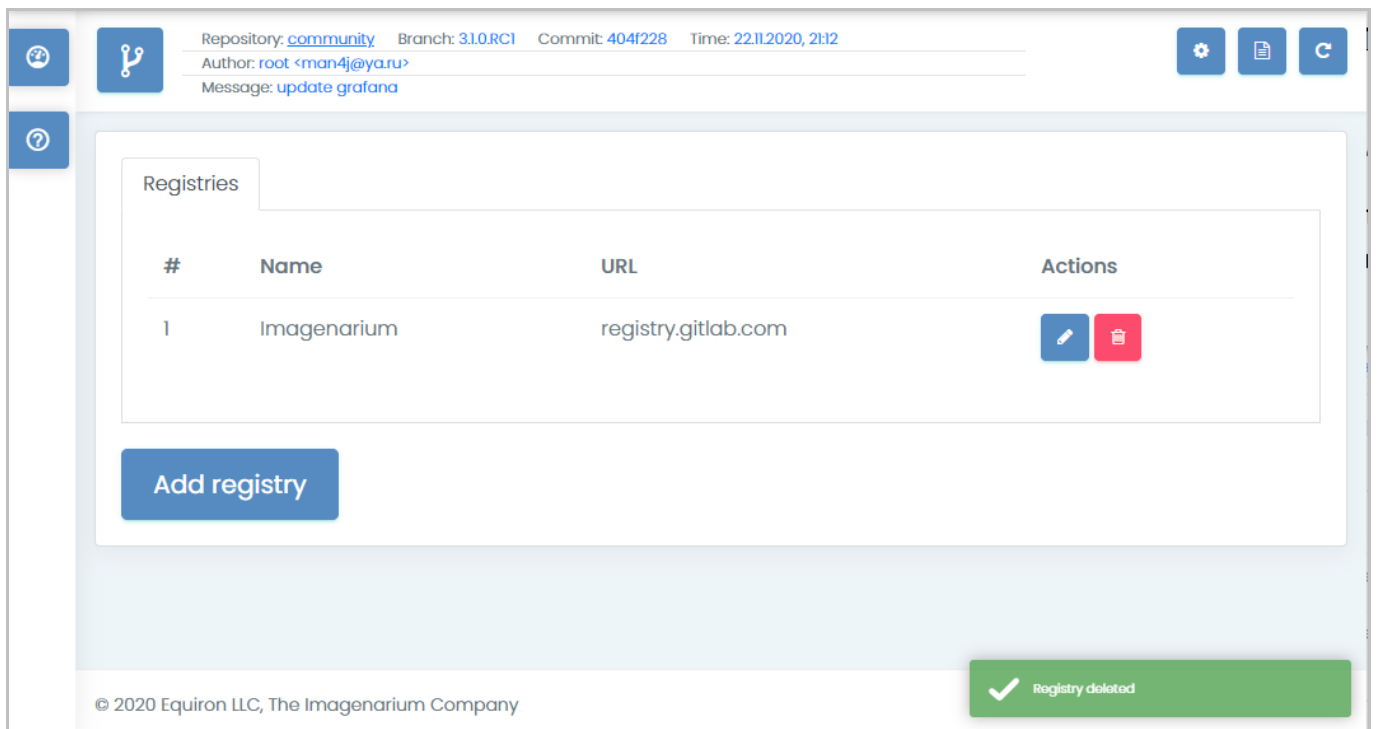 Repository: community Branch: 3.1.0.RC1 Commit: 404f228 Time: 22.11.2020, 21:12
Author: root <man4j@ya.ru>
Message: update grafana
Registries
# Name URL Actions
1 Imagenarium registry.gitlab.com
Add registry
Registry deleted
© 2020 Equiron LLC, The Imagenarium Company